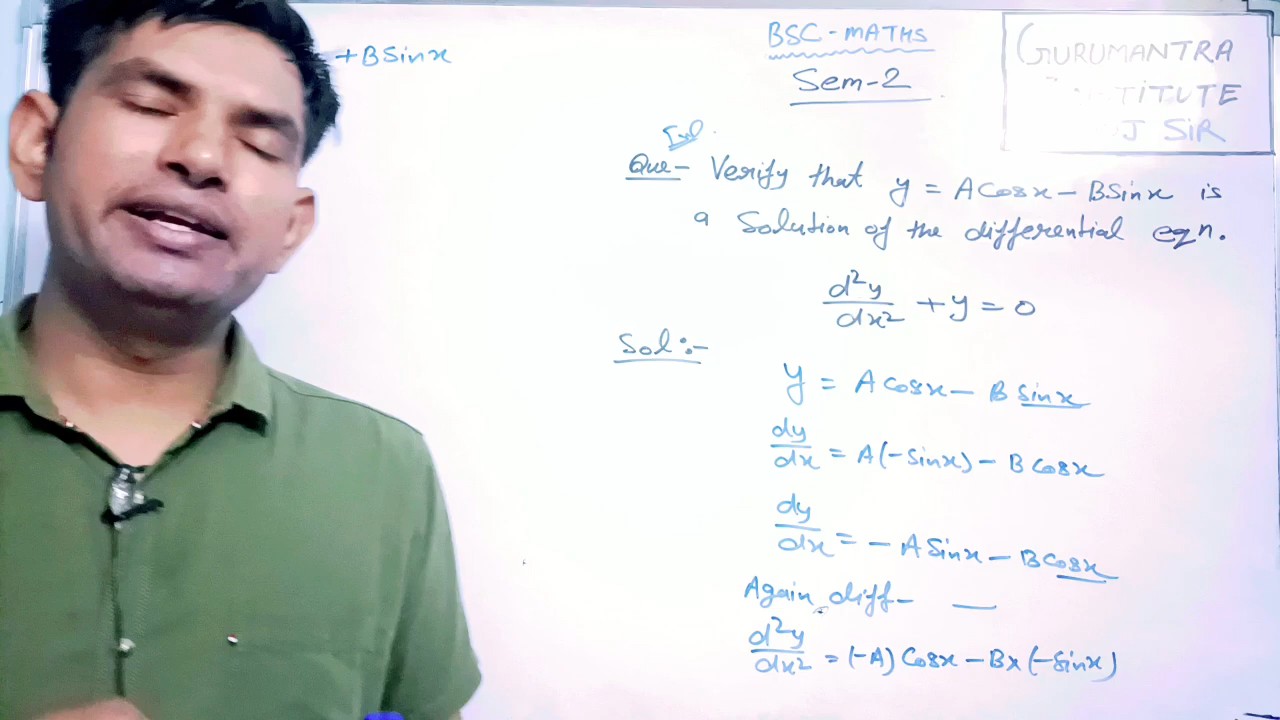 +BSinx
BSC-MATHS
Sem-2
GURUMANTRA
TITUTE
J SIR
Que- Verify that y = ACosx - BSinx is
a Solution of the differential eqn.
d²y/dx² + y = 0
Sol :-
y = A Cosx - B sinx
dy/dx = A(-Sinx) - B Cosx
dy/dx = - A Sinx - B Cosx
Again diff -
d²y/dx² = (-A) Cosx - Bx (-Sinx)